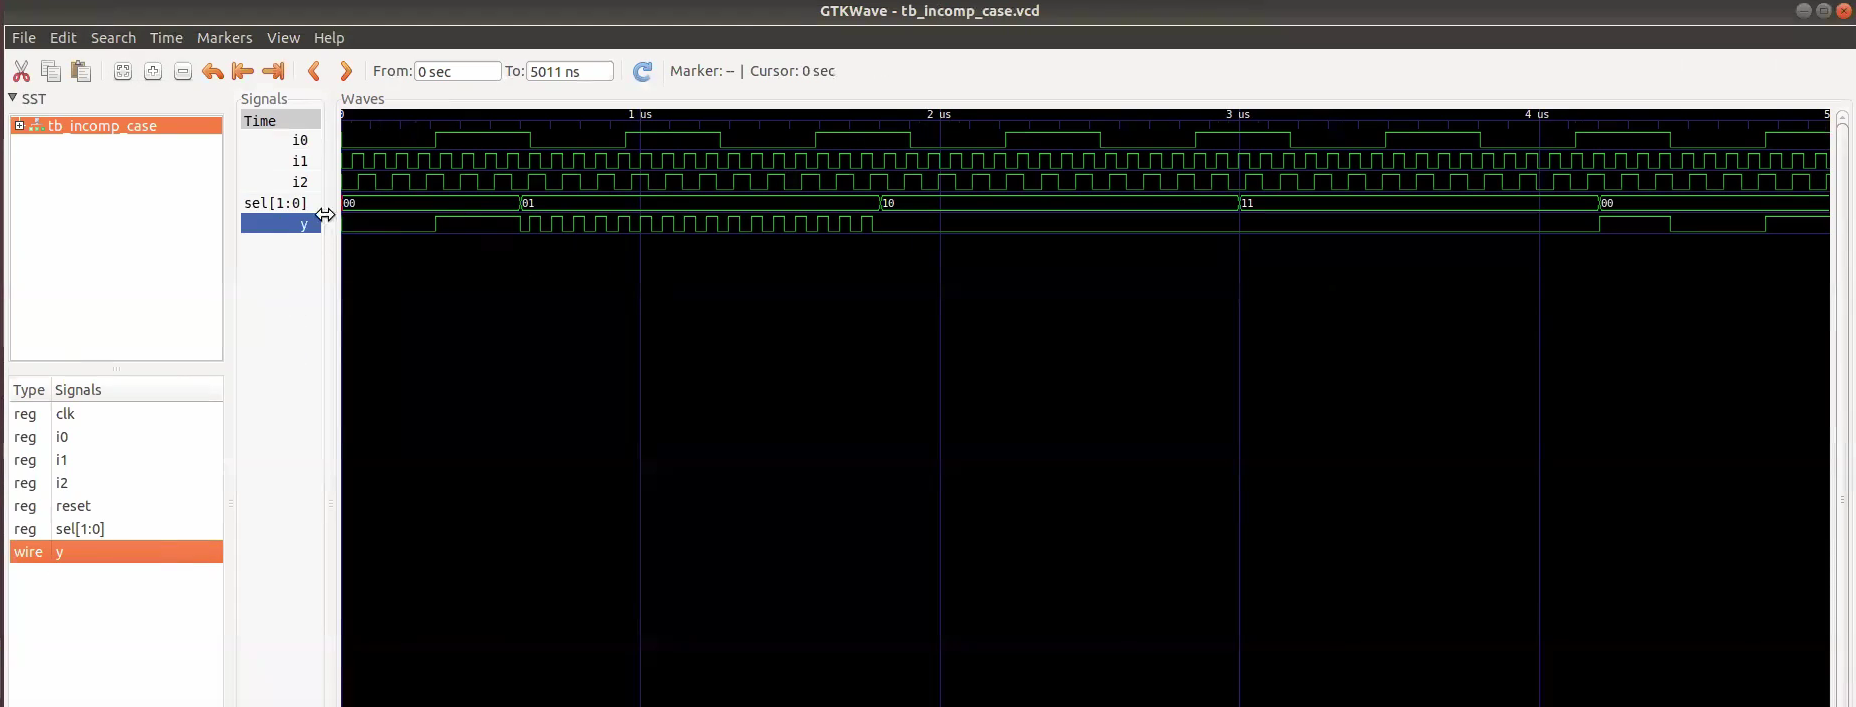 GTKWave - tb_incomp_case.vcd
File Edit Search Time Markers View Help
From: 0 sec To: 5011 ns Marker: -- | Cursor: 0 sec
SST
tb_incomp_case
Signals
Time
i0
i1
i2
sel[1:0]
y
Waves
0 1 us 2 us 3 us 4 us 5
00 01 10 11 00
Type Signals
reg clk
reg i0
reg i1
reg i2
reg reset
reg sel[1:0]
wire y